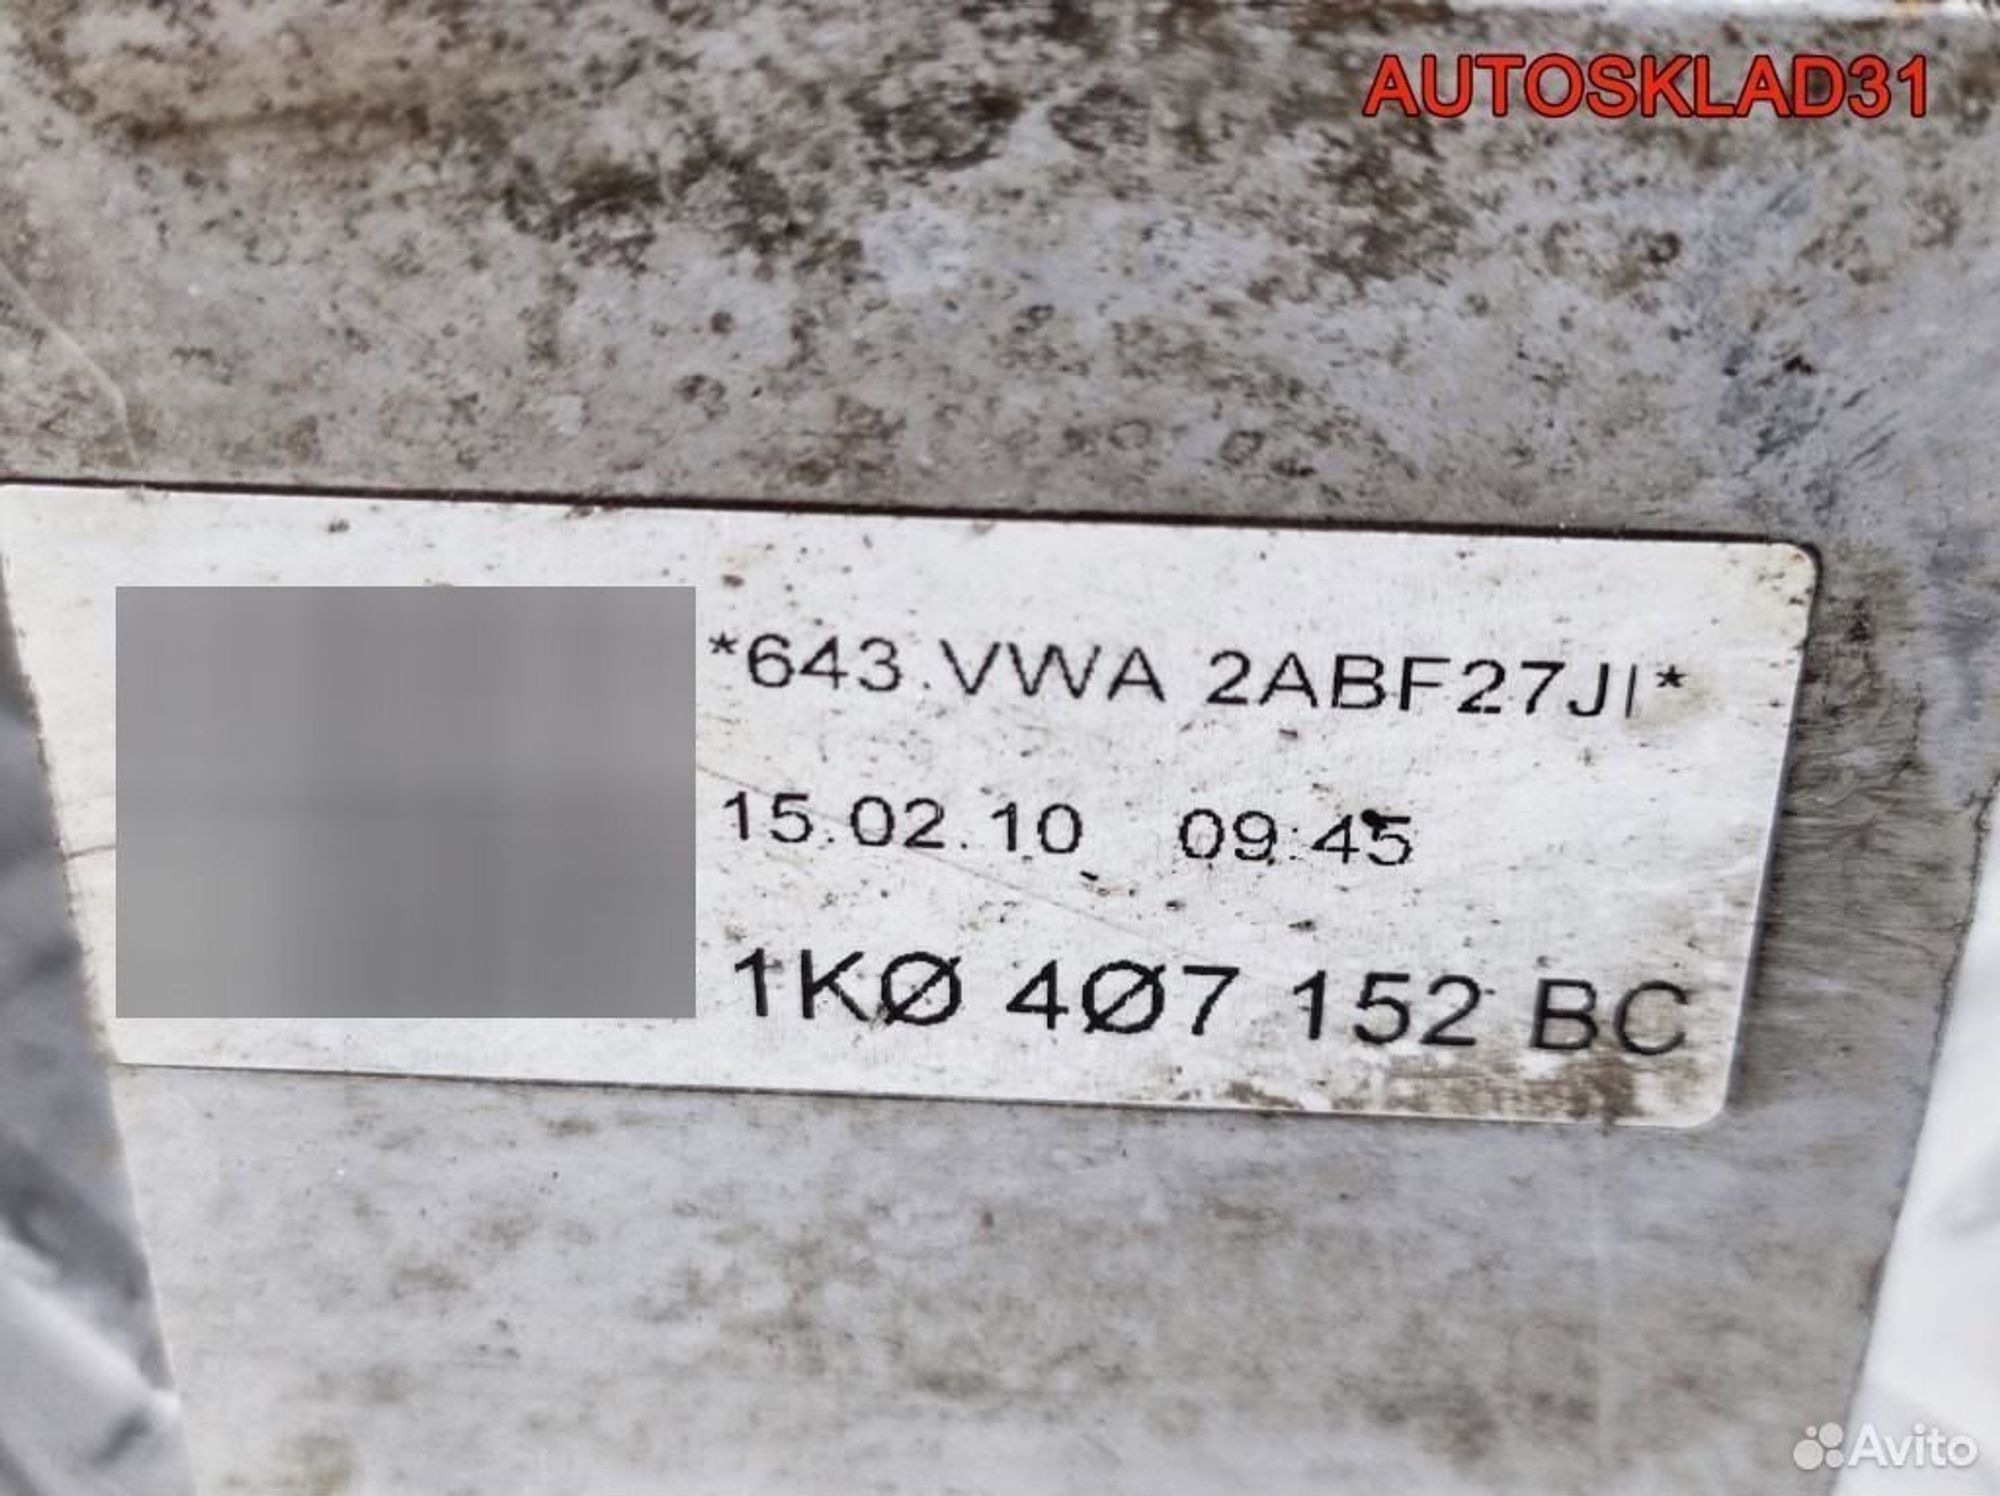 AUTOSKLAD31
*643.VWA 2ABF27JI*
15.02.10 09:45
1KØ 4Ø7 152 BC
Avito